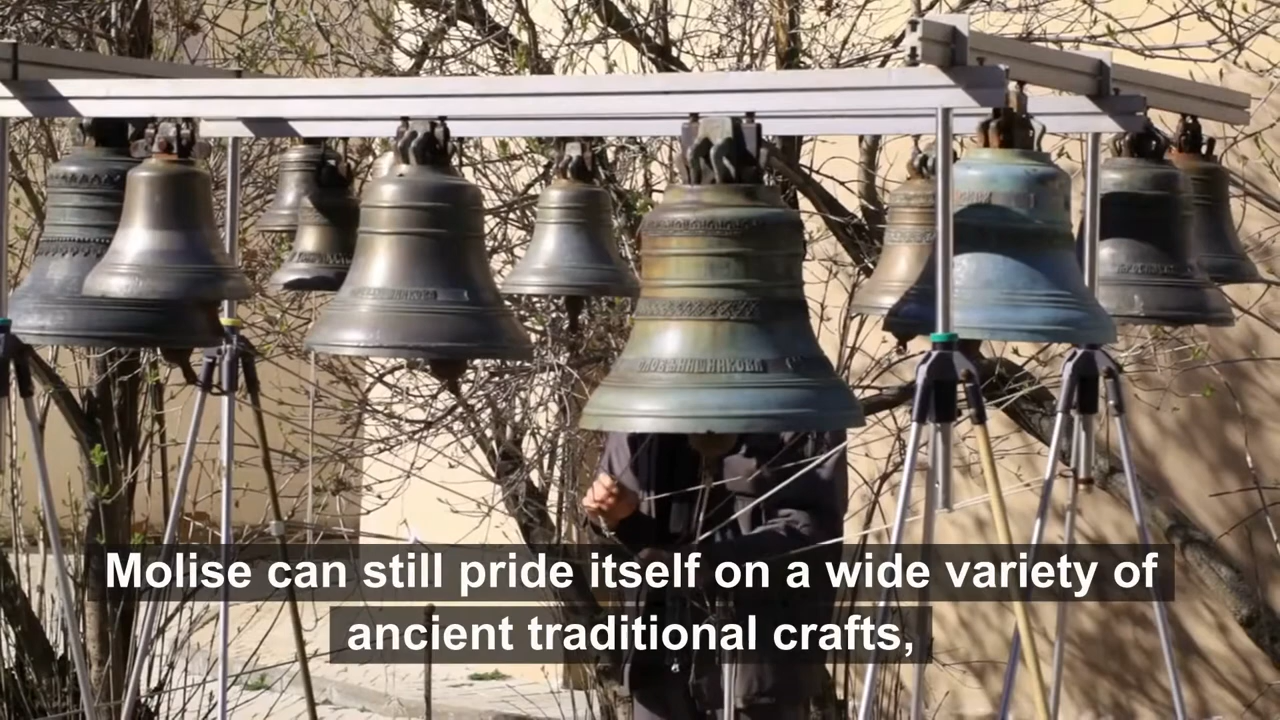 Molise can still pride itself on a wide variety of
ancient traditional crafts,